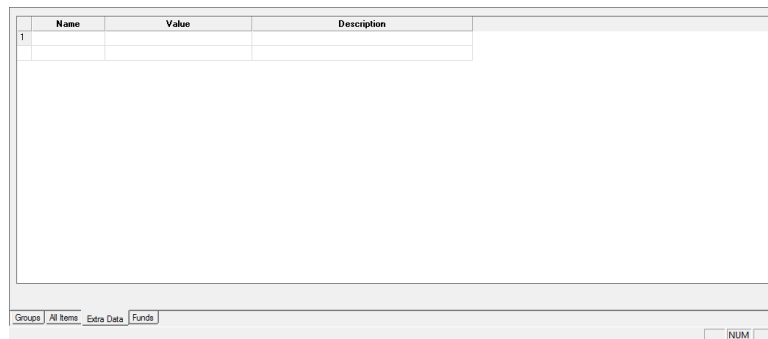 Name Value Description
1
Groups All Items Extra Data Funds
NUM